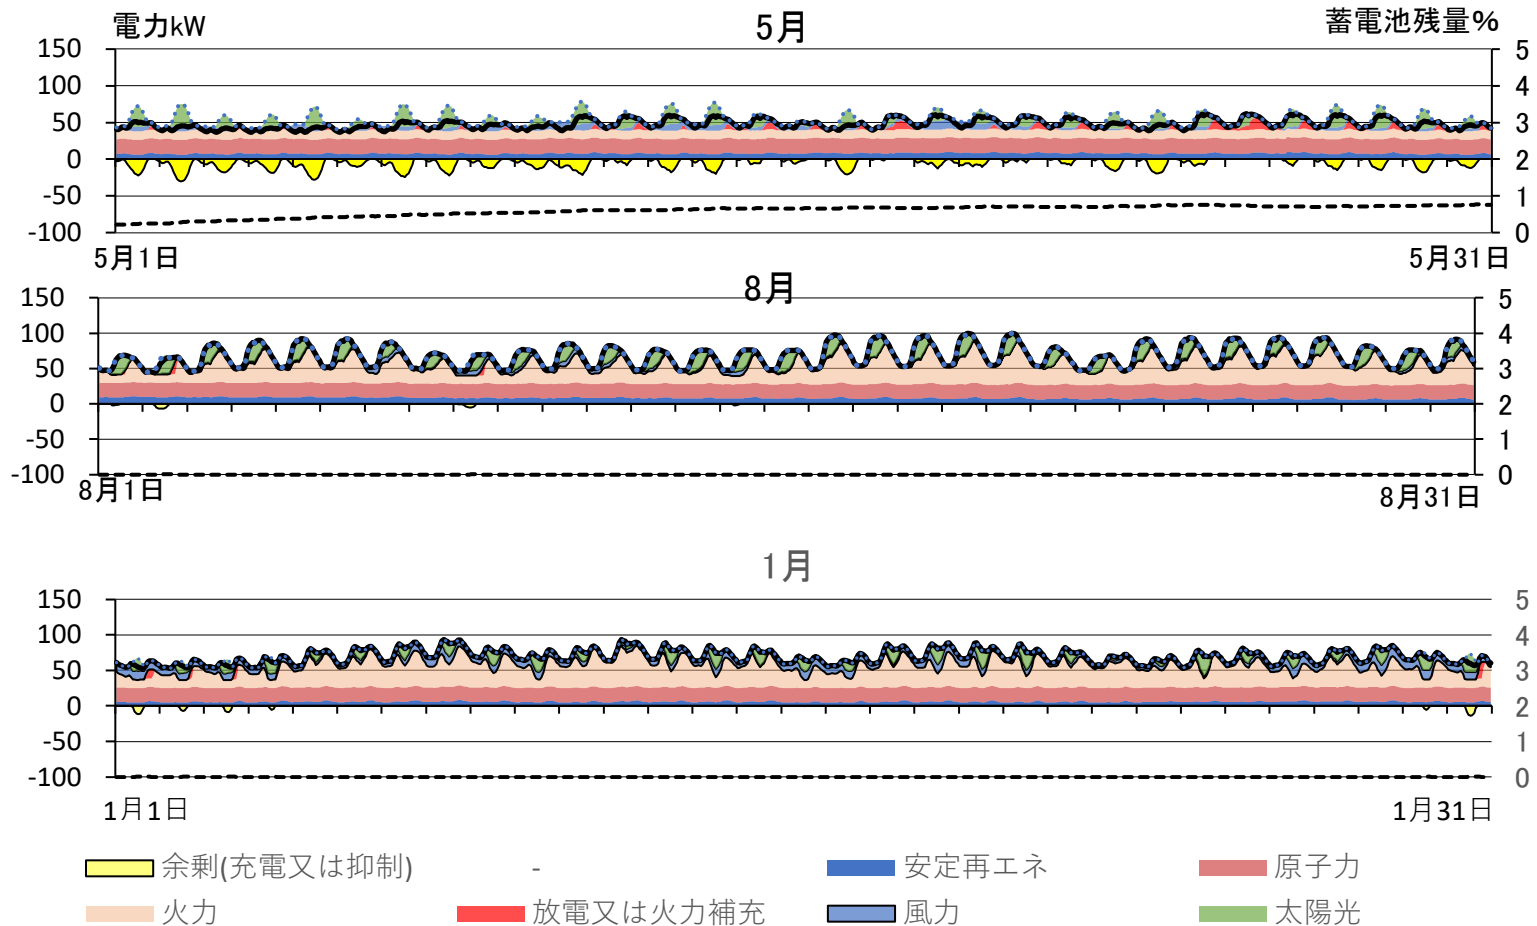 電力kW 5月 蓄電池残量%
150 5
100 4
50 3
0 2
-50 1
-100 0
5月1日 5月31日
8月
150 5
100 4
50 3
0 2
-50 1
-100 0
8月1日 8月31日
1月
150 5
100 4
50 3
0 2
-50 1
-100 0
1月1日 1月31日
余剰(充電又は抑制) - 安定再エネ 原子力
火力 放電又は火力補充 風力 太陽光